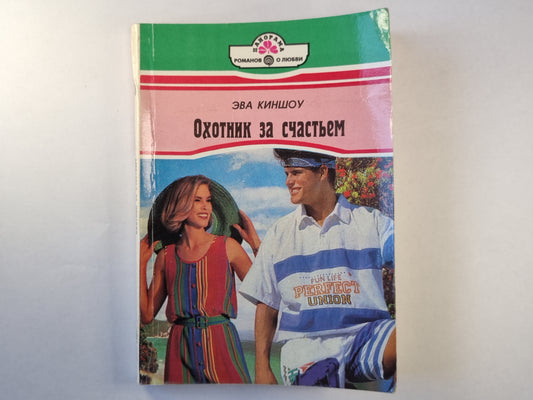 ПАНОРАМА
РОМАНОВ О ЛЮБВИ
ЭВА КИНШОУ
Охотник за счастьем
FUN LIFE
PERFECT
UNION